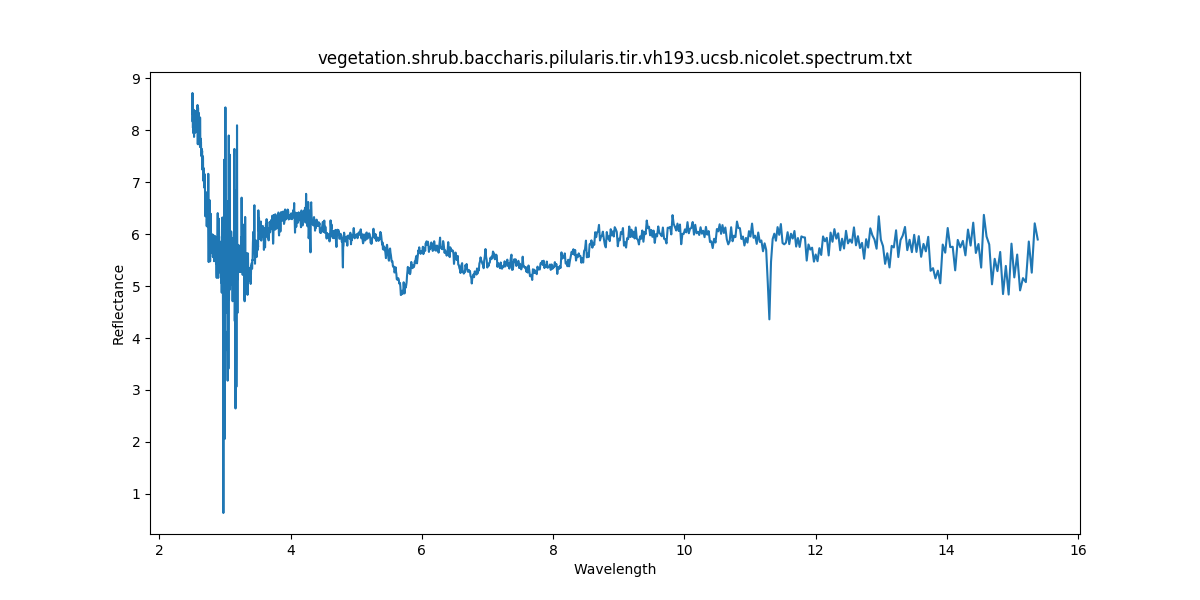 vegetation.shrub.baccharis.pilularis.tir.vh193.ucsb.nicolet.spectrum.txt
9
8
7
6
5
4
3
2
1
Reflectance
2 4 6 8 10 12 14 16
Wavelength